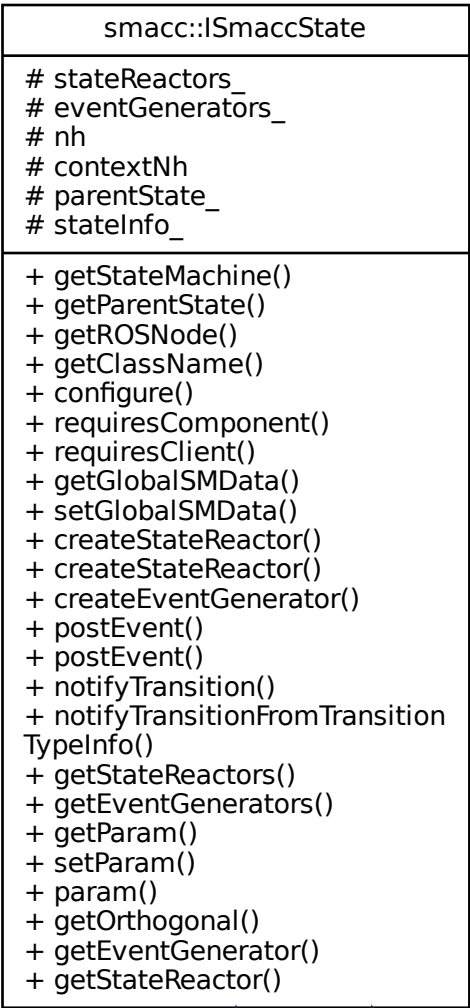 smacc::ISmaccState
# stateReactors_
# eventGenerators_
# nh
# contextNh
# parentState_
# stateInfo_
+ getStateMachine()
+ getParentState()
+ getROSNode()
+ getClassName()
+ configure()
+ requiresComponent()
+ requiresClient()
+ getGlobalSMData()
+ setGlobalSMData()
+ createStateReactor()
+ createStateReactor()
+ createEventGenerator()
+ postEvent()
+ postEvent()
+ notifyTransition()
+ notifyTransitionFromTransition
TypeInfo()
+ getStateReactors()
+ getEventGenerators()
+ getParam()
+ setParam()
+ param()
+ getOrthogonal()
+ getEventGenerator()
+ getStateReactor()